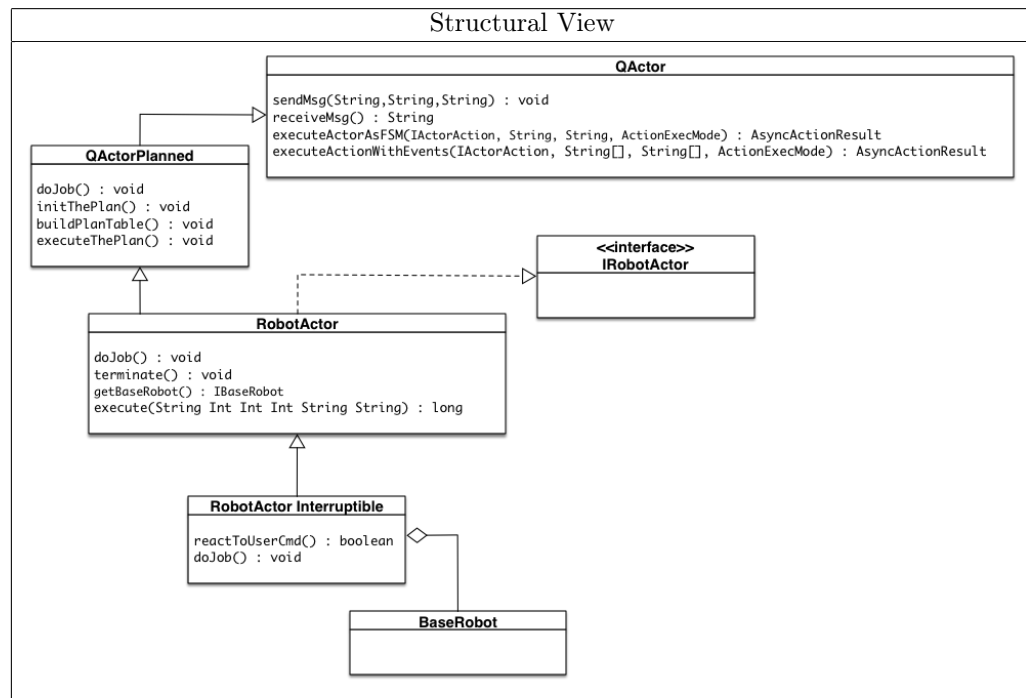 Structural View
QActor
sendMsg(String,String,String) : void
receiveMsg() : String
executeActorAsFSM(IActorAction, String, String, ActionExecMode) : AsyncActionResult
executeActionWithEvents(IActorAction, String[], String[], ActionExecMode) : AsyncActionResult
QActorPlanned
doJob() : void
initThePlan() : void
buildPlanTable() : void
executeThePlan() : void
<<interface>>
IRobotActor
RobotActor
doJob() : void
terminate() : void
getBaseRobot() : IBaseRobot
execute(String Int Int Int String String) : long
RobotActor Interruptible
reactToUserCmd() : boolean
doJob() : void
BaseRobot